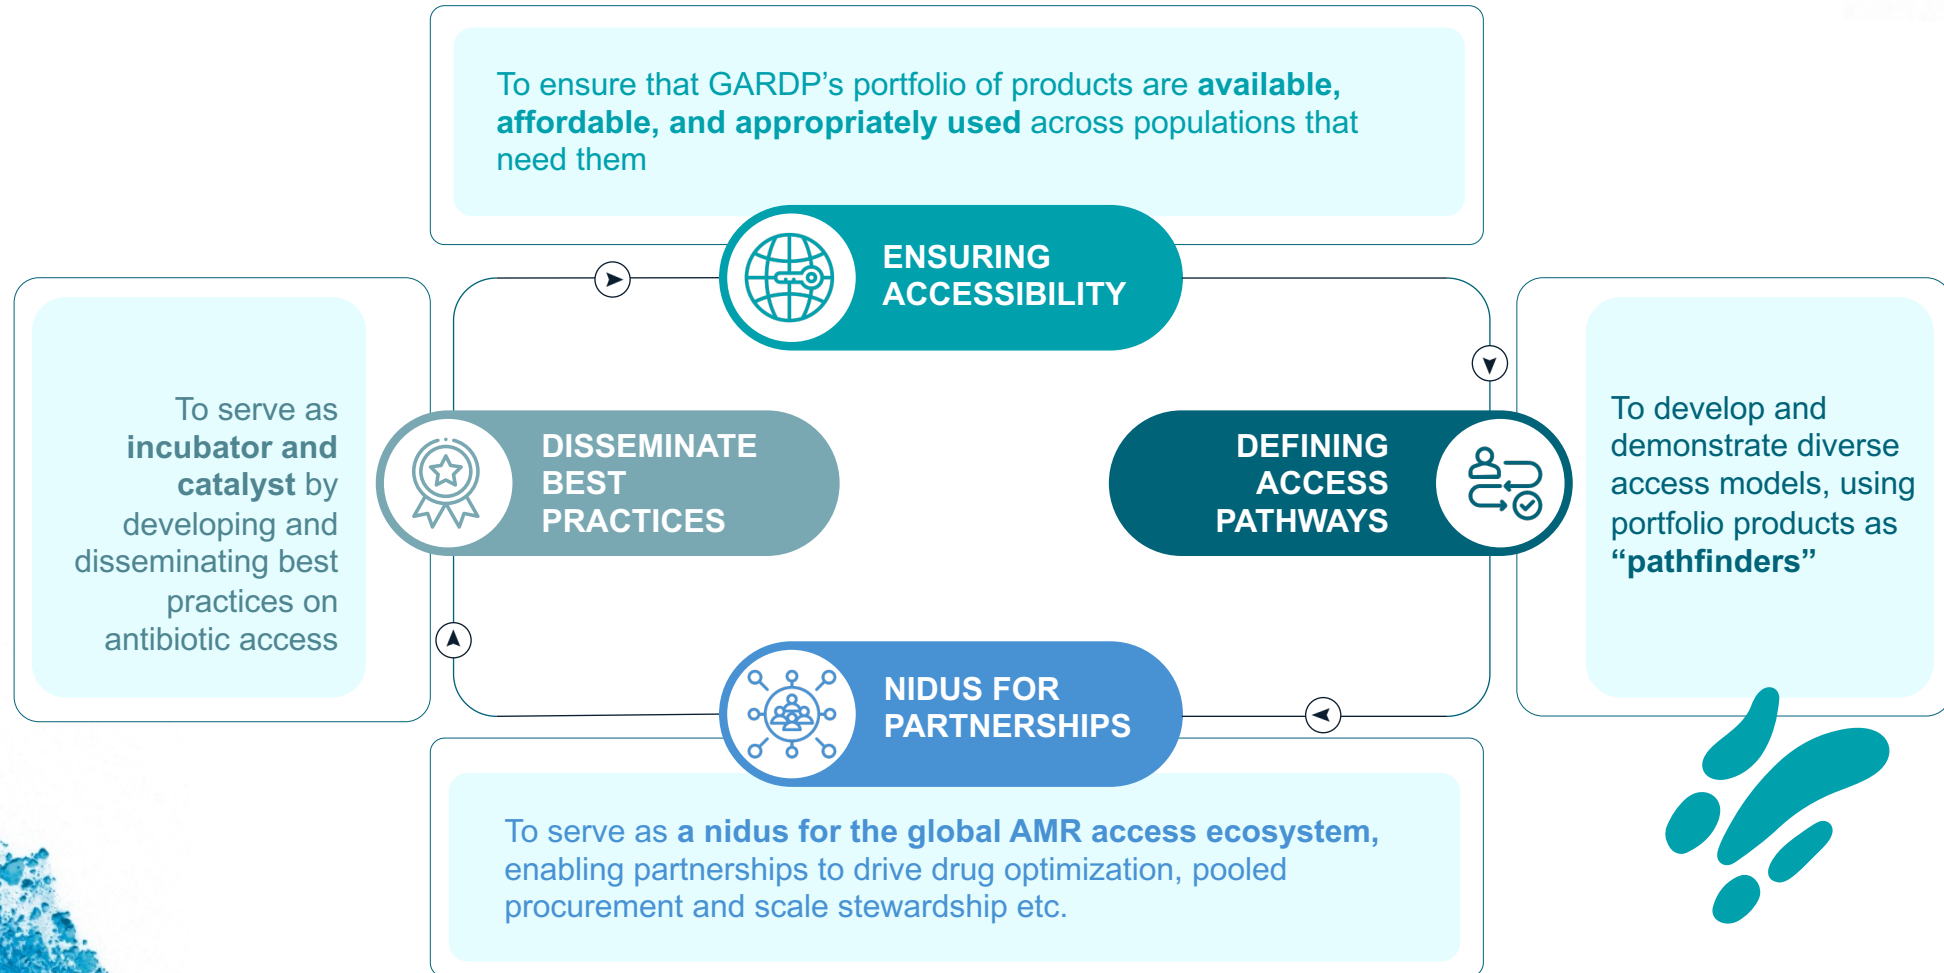 To ensure that GARDP’s portfolio of products are available,
affordable, and appropriately used across populations that
need them
ENSURING
ACCESSIBILITY
To serve as
incubator and
catalyst by
developing and
disseminating best
practices on
antibiotic access
DISSEMINATE
BEST
PRACTICES
DEFINING
ACCESS
PATHWAYS
To develop and
demonstrate diverse
access models, using
portfolio products as
“pathfinders”
NIDUS FOR
PARTNERSHIPS
To serve as a nidus for the global AMR access ecosystem,
enabling partnerships to drive drug optimization, pooled
procurement and scale stewardship etc.